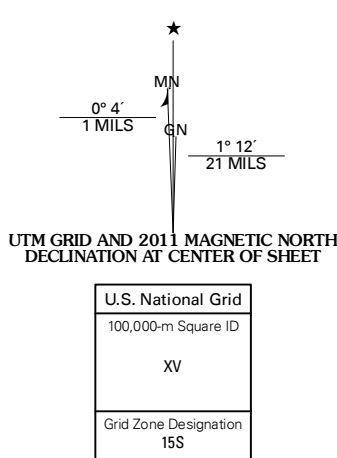 MN
0° 4´
1 MILS
GN
1° 12´
21 MILS
UTM GRID AND 2011 MAGNETIC NORTH
DECLINATION AT CENTER OF SHEET
U.S. National Grid
100,000-m Square ID
XV
Grid Zone Designation
15S